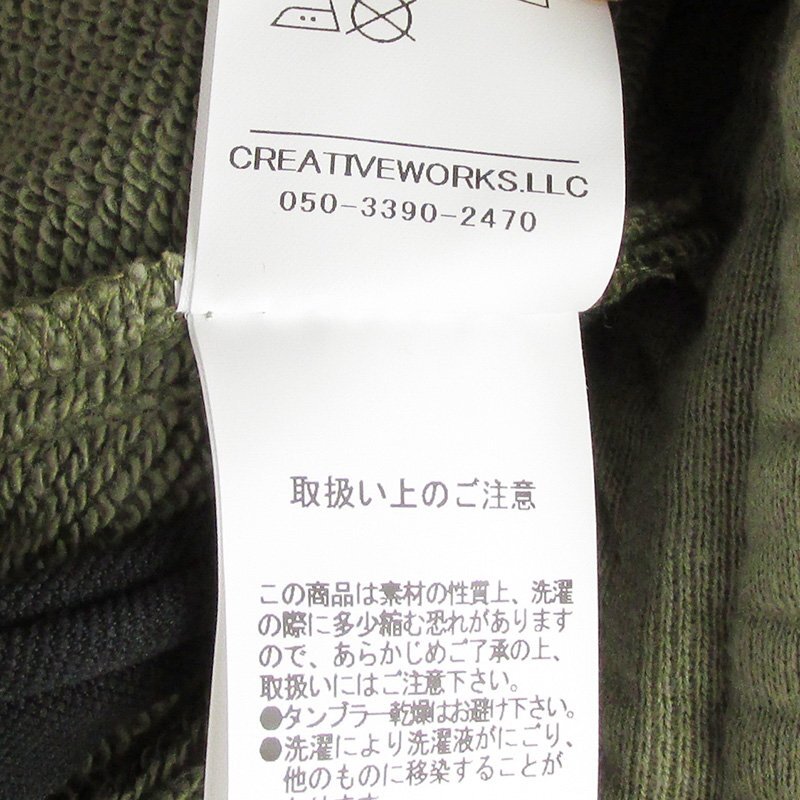 CREATIVEWORKS.LLC
050-3390-2470
取扱い上のご注意
この商品は素材の性質上、洗濯
の際に多少縮む恐れがあります
ので、あらかじめご了承の上、
取扱いにはご注意下さい。
●タンブラー乾燥はお避け下さい。
●洗濯により洗濯液がにごり、
他のものに移染することが